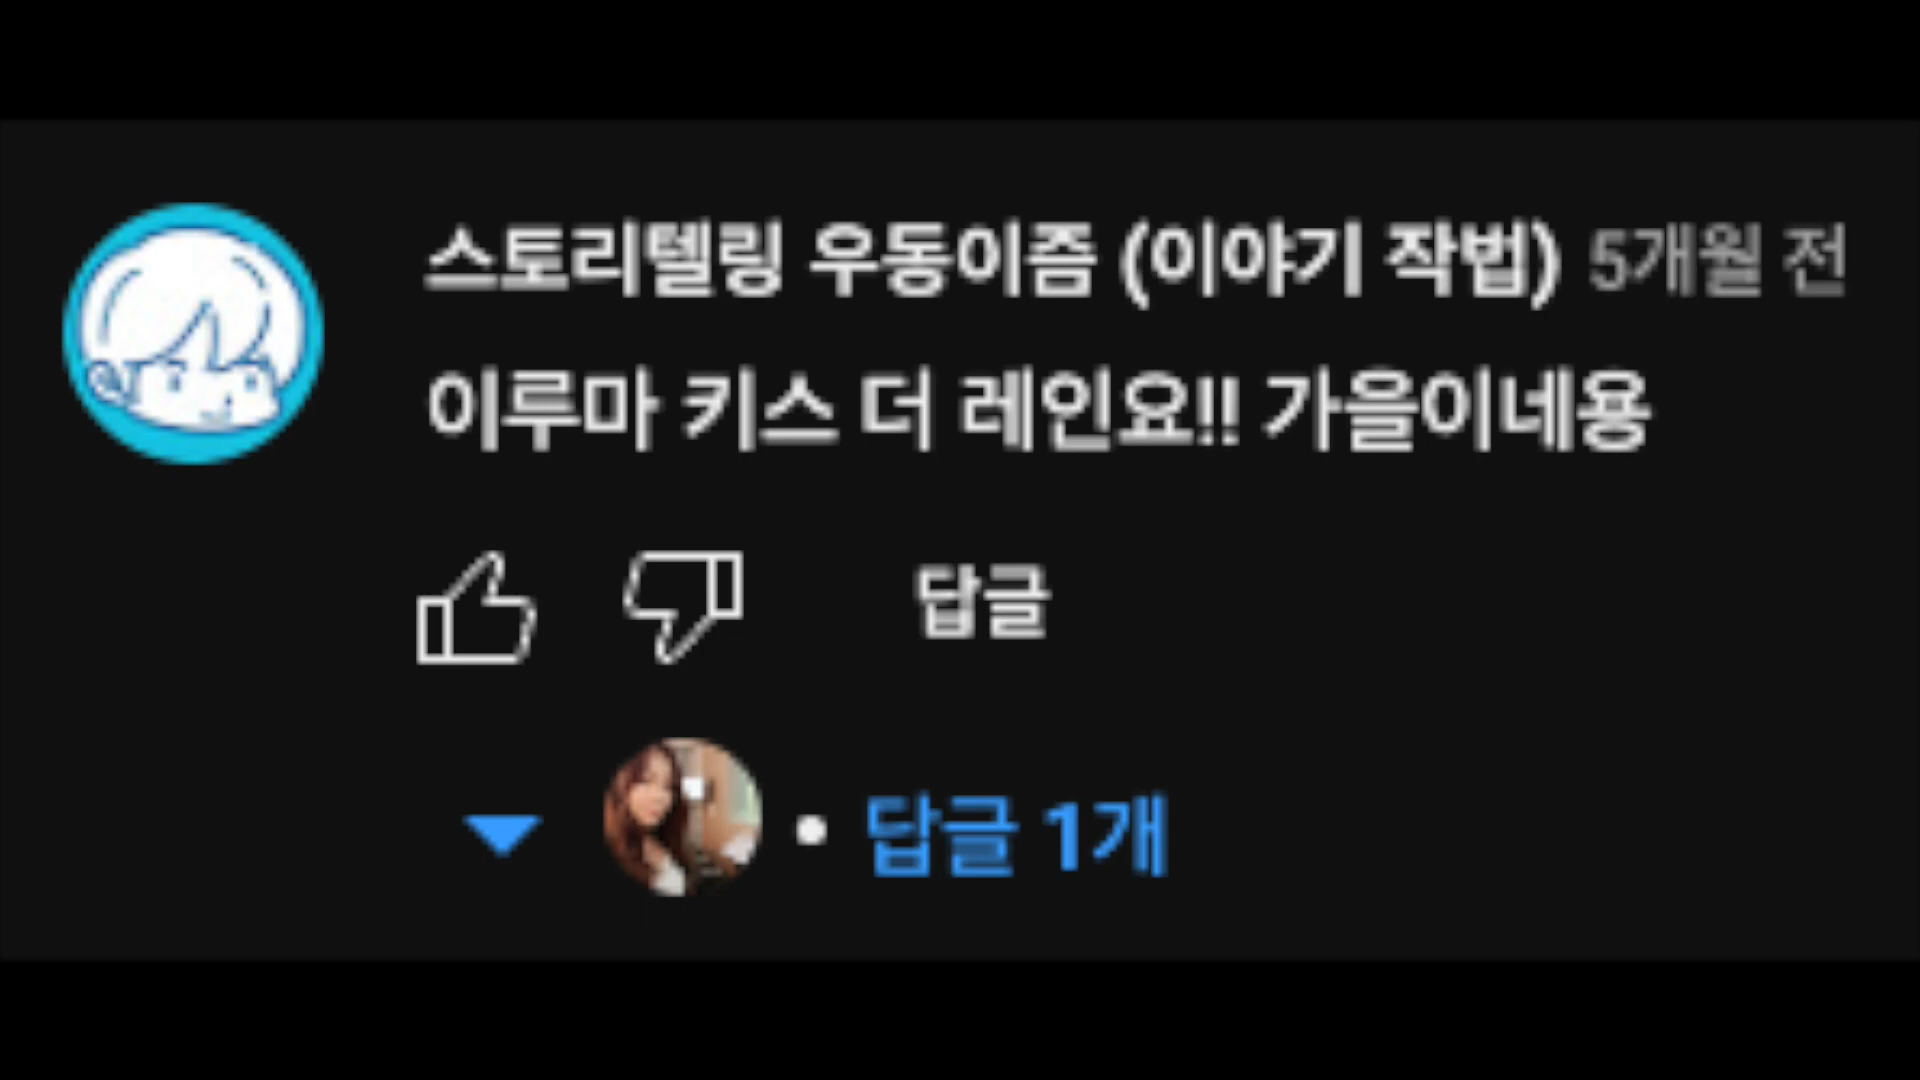 스토리텔링 우동이즘 (이야기 작법) 5개월 전
이루마 키스 더 레인요!! 가을이네용
답글
답글 1개